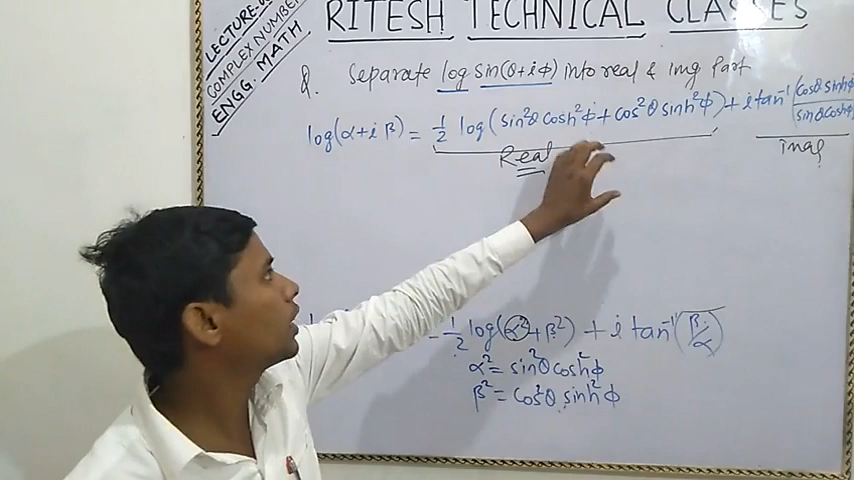 RITESH TECHNICAL CLASSES
LECTURE-0
COMPLEX NUMBER
ENGG. MATH
Q. Separate log sin(θ+iϕ) into real & img Part
log(α+iβ) = 1/2 log(sin²θ cosh²ϕ + cos²θ sinh²ϕ) + i tan⁻¹(cosθ sinhϕ / sinθ coshϕ)
Real
imag
= 1/2 log(α²+β²) + i tan⁻¹(β/α)
α² = sin²θ cosh²ϕ
β² = cos²θ sinh²ϕ